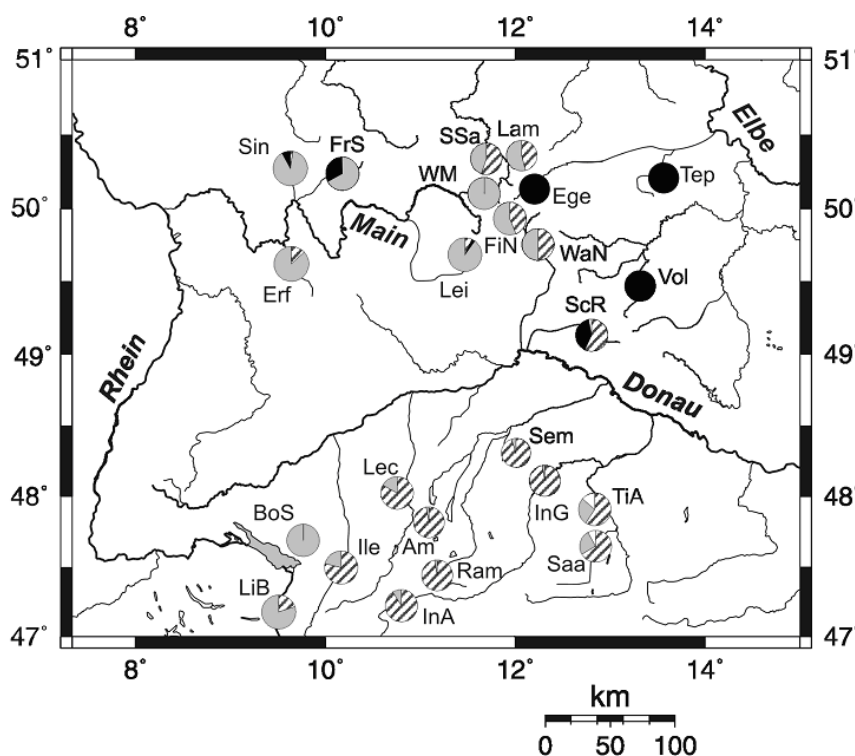 8° 10° 12° 14°
51° 51°
Elbe
SSa Lam
Sin FrS
WM Ege Tep
50° 50°
Main FiN WaN
Erf Lei Vol
ScR
49° 49°
Rhein
Donau
Sem
Lec
48° 48°
BoS InG TiA
Ile Am
Ram Saa
LiB InA
47° 47°
8° 10° 12° 14°
km
0 50 100